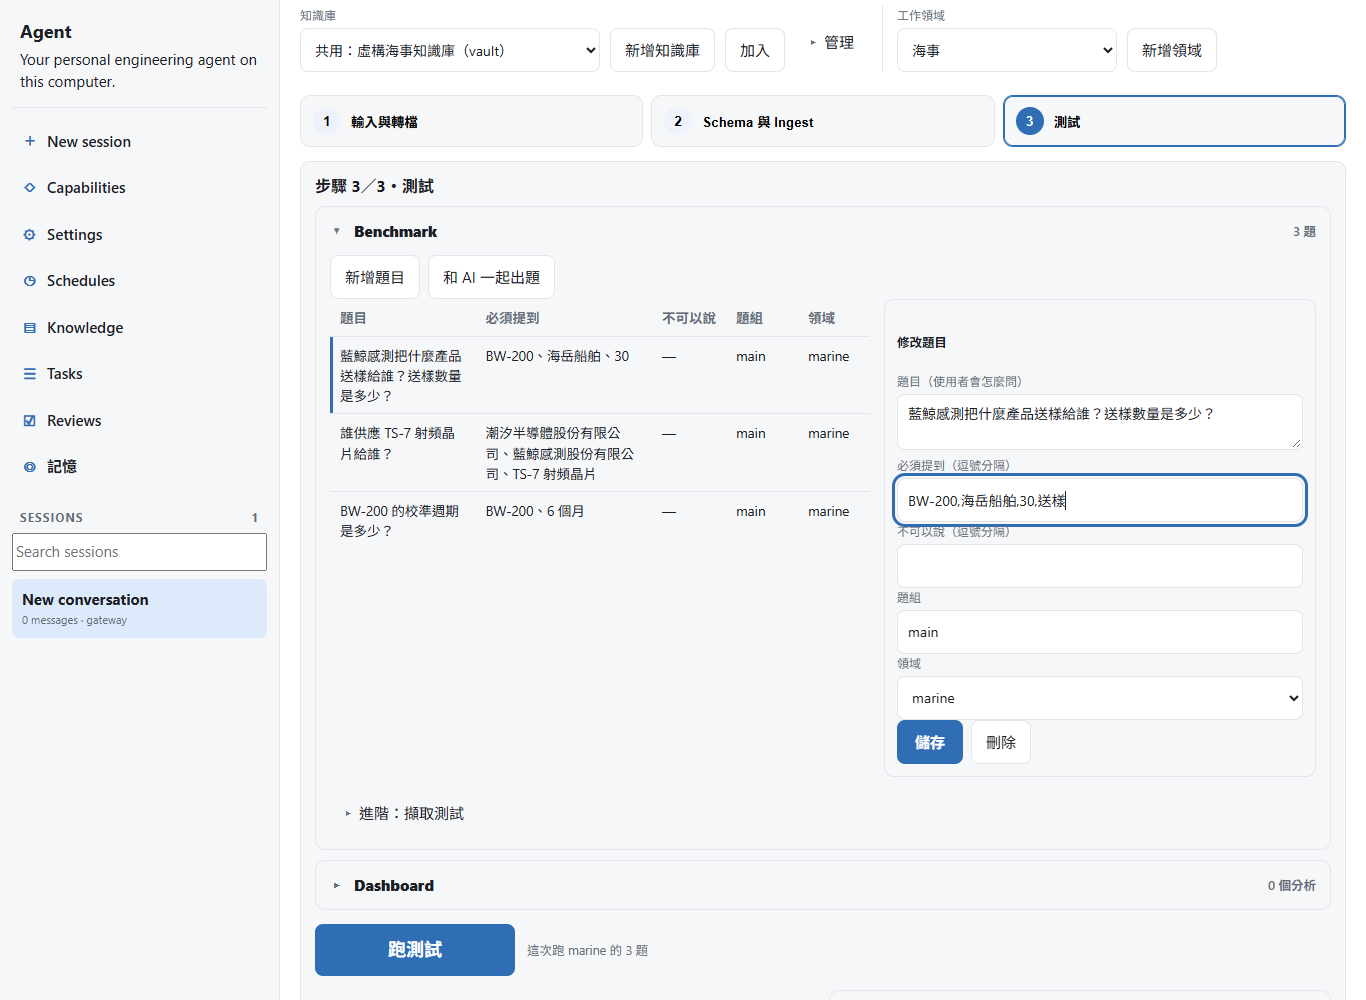 Agent
Your personal engineering agent on
this computer.
New session
Capabilities
Settings
Schedules
Knowledge
Tasks
Reviews
記憶
SESSIONS 1
Search sessions
New conversation
0 messages · gateway
知識庫
共用：虛構海事知識庫（vault）
新增知識庫
加入
管理
工作領域
海事
新增領域
1 輸入與轉檔
2 Schema 與 Ingest
3 測試
步驟 3／3・測試
Benchmark
3 題
新增題目
和 AI 一起出題
題目 必須提到 不可以說 題組 領域
藍鯨感測把什麼產品
送樣給誰？送樣數量
是多少？
BW-200、海岳船舶、30
—
main
marine
誰供應 TS-7 射頻晶
片給誰？
潮汐半導體股份有限公
司、藍鯨感測股份有限公
司、TS-7 射頻晶片
—
main
marine
BW-200 的校準週期
是多少？
BW-200、6 個月
—
main
marine
修改題目
題目（使用者會怎麼問）
藍鯨感測把什麼產品送樣給誰？送樣數量是多少？
必須提到（逗號分隔）
BW-200,海岳船舶,30,送樣
不可以說（逗號分隔）
題組
main
領域
marine
儲存
刪除
進階：擷取測試
Dashboard
0 個分析
跑測試
這次跑 marine 的 3 題